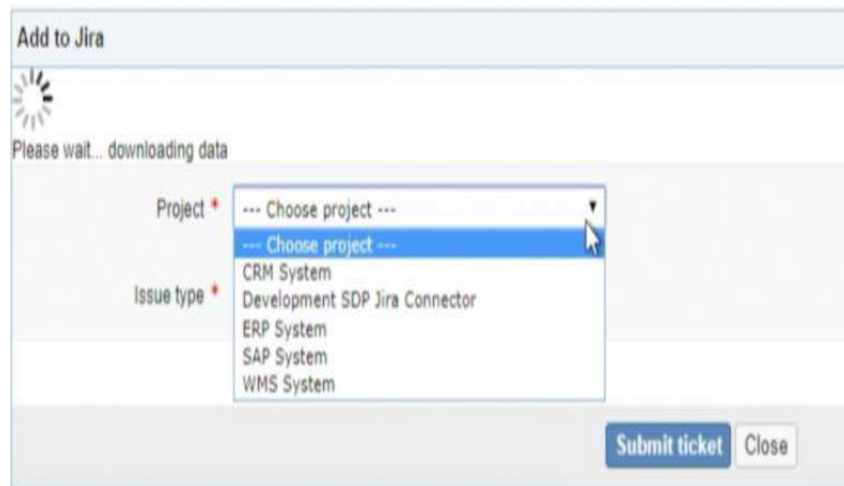 Add to Jira
Please wait... downloading data
Project * --- Choose project ---
--- Choose project ---
CRM System
Issue type *
Development SDP Jira Connector
ERP System
SAP System
WMS System
Submit ticket Close